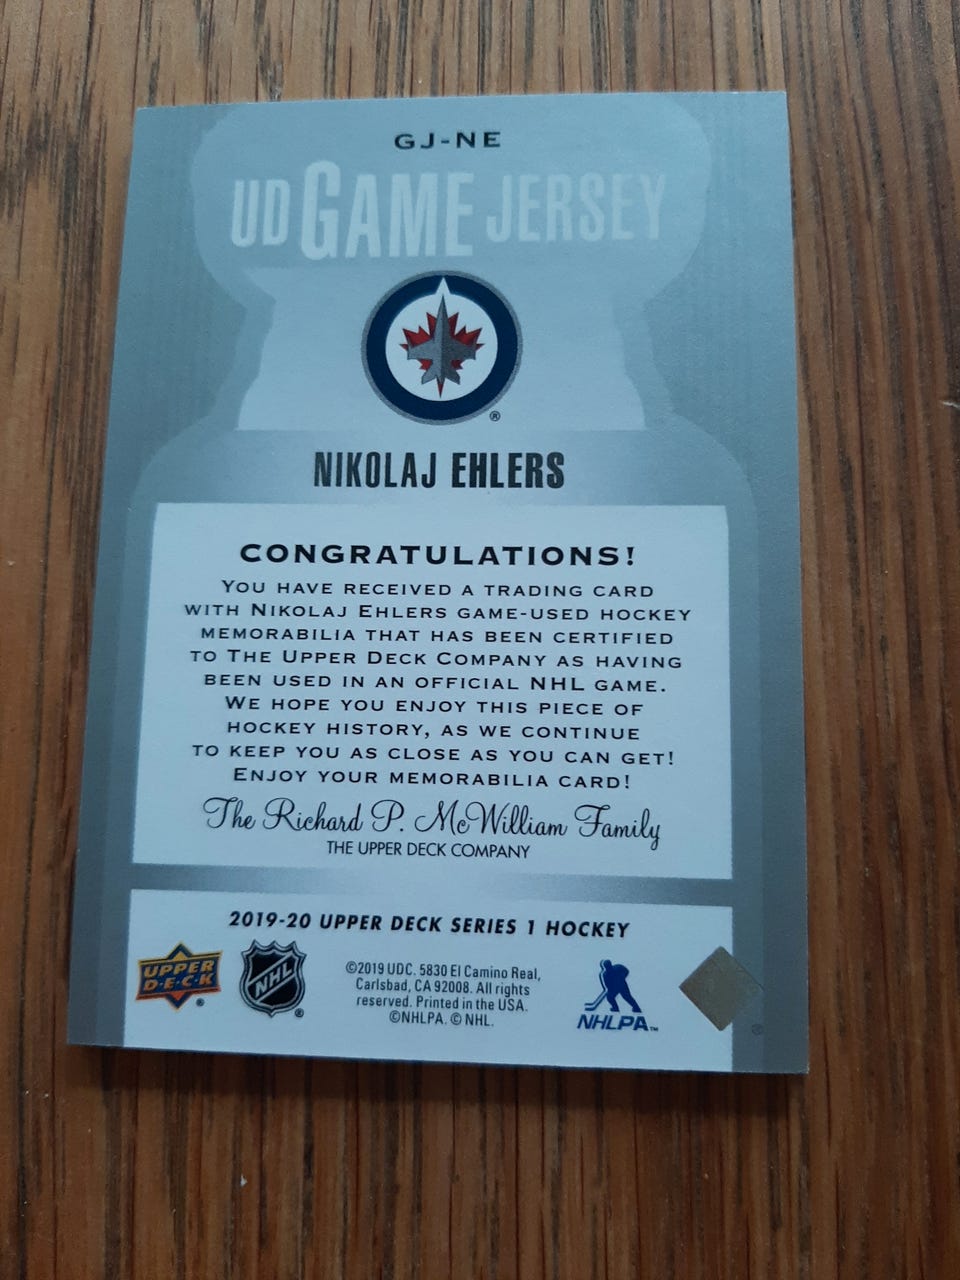 GJ-NE
UD GAME JERSEY
®
NIKOLAJ EHLERS
CONGRATULATIONS!
YOU HAVE RECEIVED A TRADING CARD
WITH NIKOLAJ EHLERS GAME-USED HOCKEY
MEMORABILIA THAT HAS BEEN CERTIFIED
TO THE UPPER DECK COMPANY AS HAVING
BEEN USED IN AN OFFICIAL NHL GAME.
WE HOPE YOU ENJOY THIS PIECE OF
HOCKEY HISTORY, AS WE CONTINUE
TO KEEP YOU AS CLOSE AS YOU CAN GET!
ENJOY YOUR MEMORABILIA CARD!
The Richard P. McWilliam Family
THE UPPER DECK COMPANY
2019-20 UPPER DECK SERIES 1 HOCKEY
UPPER
D·E·C·K ®
NHL ®
©2019 UDC. 5830 El Camino Real,
Carlsbad, CA 92008. All rights
reserved. Printed in the USA.
©NHLPA. © NHL.
NHLPA™
®